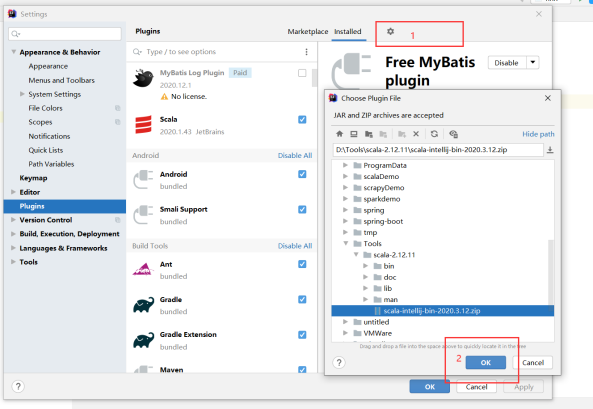 Settings
Appearance & Behavior
Appearance
Menus and Toolbars
System Settings
File Colors
Scopes
Notifications
Quick Lists
Path Variables
Keymap
Editor
Plugins
Version Control
Build, Execution, Deployment
Languages & Frameworks
Tools
Plugins
Marketplace
Installed
1
Type / to see options
MyBatis Log Plugin Paid
2020.12.1
No license.
Scala
2020.1.43 JetBrains
Android Disable All
Android
bundled
Smali Support
bundled
Build Tools Disable All
Ant
bundled
Gradle
bundled
Gradle Extension
bundled
Maven
Free MyBatis
plugin
Disable
Choose Plugin File
JAR and ZIP archives are accepted
Hide path
D:\Tools\scala-2.12.11\scala-intellij-bin-2020.3.12.zip
ProgramData
scalaDemo
scrapyDemo
sparkdemo
spring
spring-boot
tmp
Tools
scala-2.12.11
bin
doc
lib
man
scala-intellij-bin-2020.3.12.zip
untitled
VMWare
Drag and drop a file into the space above to quickly locate it in the tree
2
?
OK
Cancel
?
OK
Cancel
Apply